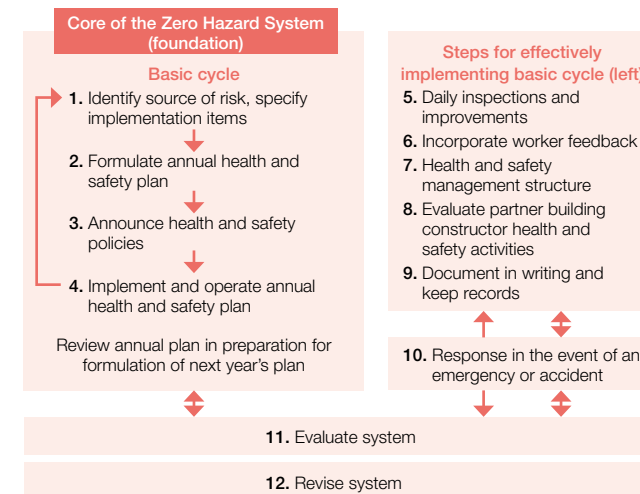 Core of the Zero Hazard System
(foundation)
Basic cycle
1. Identify source of risk, specify
implementation items
2. Formulate annual health and
safety plan
3. Announce health and safety
policies
4. Implement and operate annual
health and safety plan
Review annual plan in preparation for
formulation of next year's plan
Steps for effectively
implementing basic cycle (left)
5. Daily inspections and
improvements
6. Incorporate worker feedback
7. Health and safety
management structure
8. Evaluate partner building
constructor health and
safety activities
9. Document in writing and
keep records
10. Response in the event of an
emergency or accident
11. Evaluate system
12. Revise system